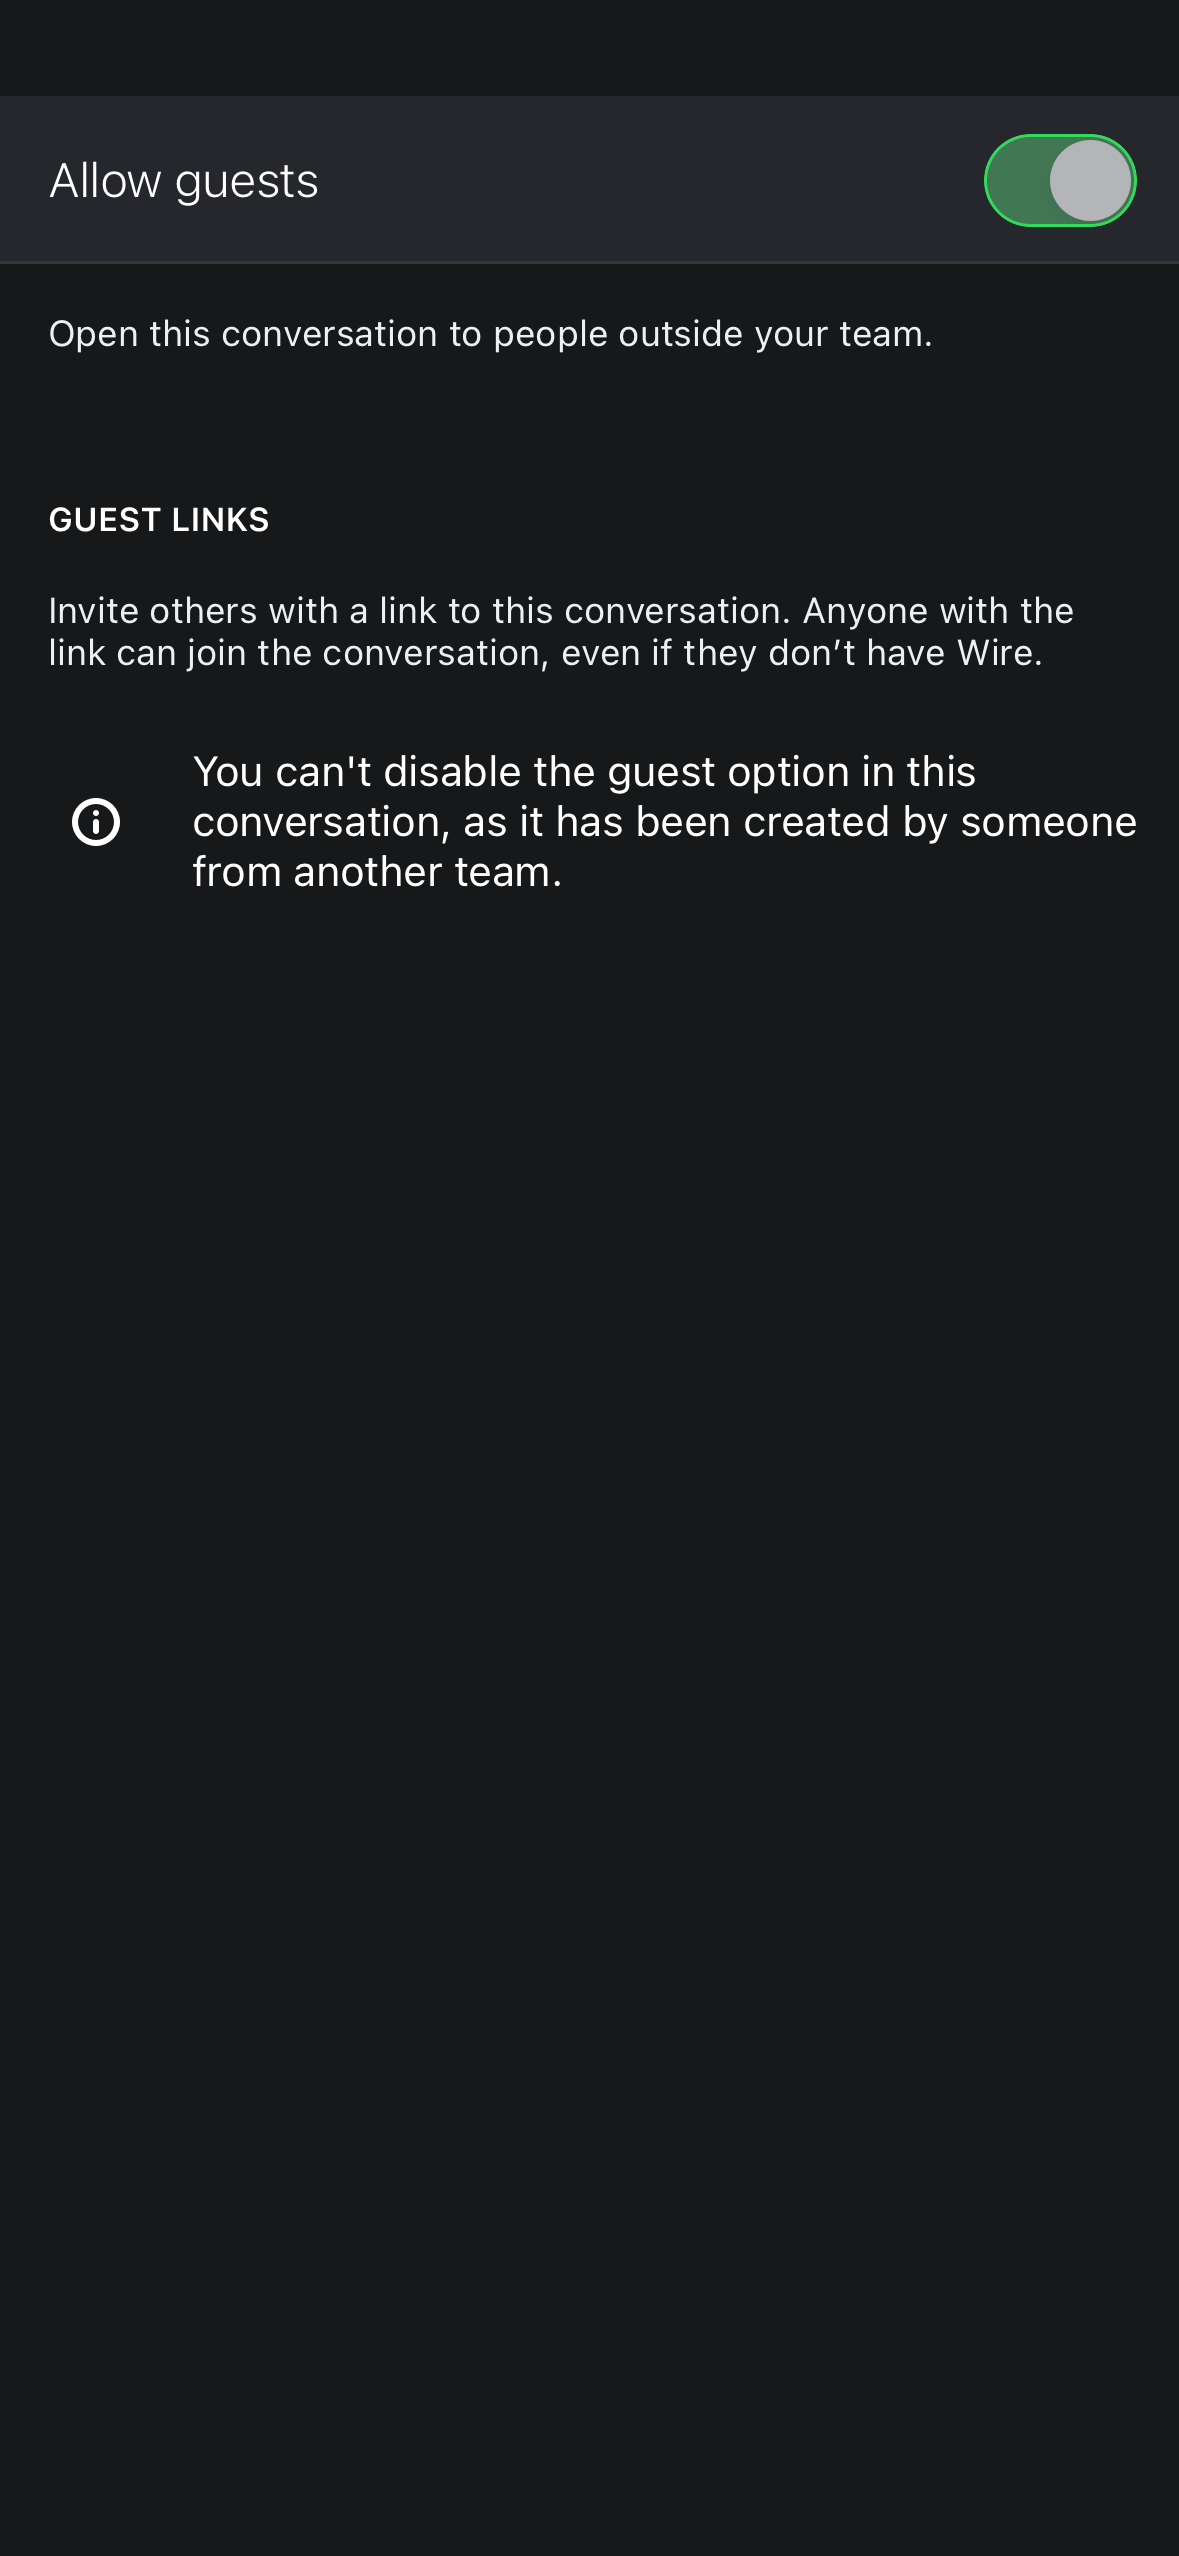 Allow guests
Open this conversation to people outside your team.
GUEST LINKS
Invite others with a link to this conversation. Anyone with the
link can join the conversation, even if they don’t have Wire.
You can't disable the guest option in this
conversation, as it has been created by someone
from another team.